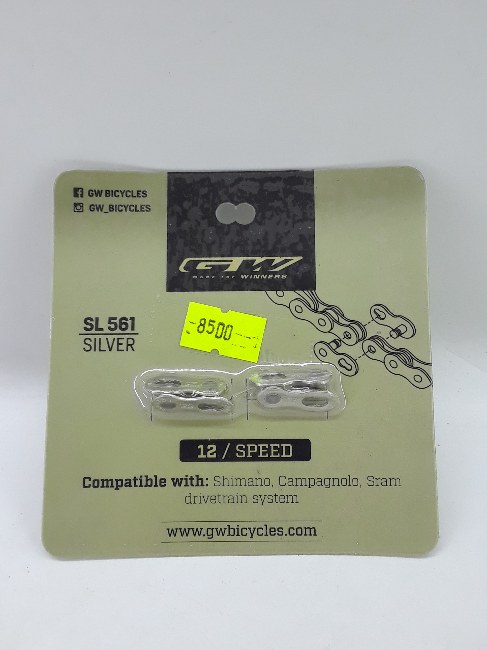 GW BICYCLES
GW_BICYCLES
GW
MADE FOR WINNERS
SL 561
SILVER
8500
12 / SPEED
Compatible with: Shimano, Campagnolo, Sram
drivetrain system
www.gwbicycles.com